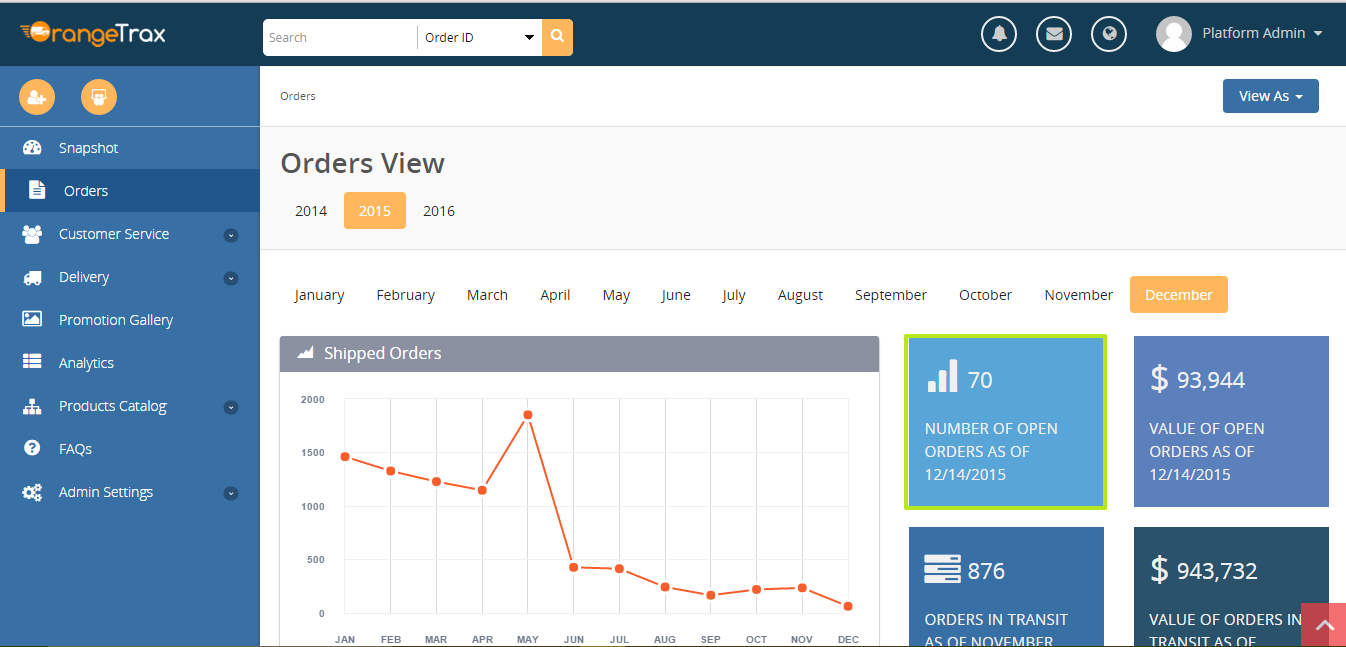 OrangeTrax
Search
Order ID
Platform Admin
Orders
View As
Snapshot
Orders
Customer Service
Delivery
Promotion Gallery
Analytics
Products Catalog
FAQs
Admin Settings
Orders View
2014 2015 2016
January February March April May June July August September October November December
Shipped Orders
2000
1500
1000
500
0
JAN FEB MAR APR MAY JUN JUL AUG SEP OCT NOV DEC
70
NUMBER OF OPEN
ORDERS AS OF
12/14/2015
$ 93,944
VALUE OF OPEN
ORDERS AS OF
12/14/2015
876
ORDERS IN TRANSIT
AS OF NOVEMBER
$ 943,732
VALUE OF ORDERS IN
TRANSIT AS OF